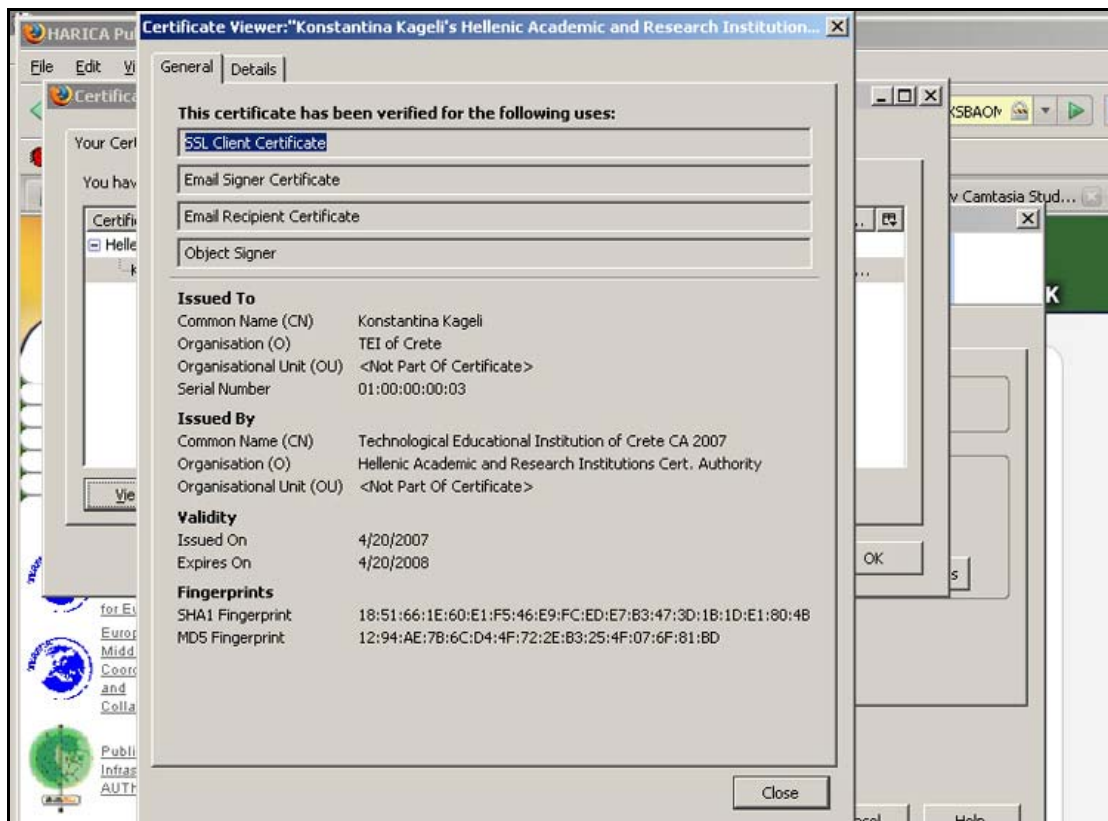 HARICA Pu
Certificate Viewer:"Konstantina Kageli's Hellenic Academic and Research Institution...
File Edit Vi
General Details
Certifica
This certificate has been verified for the following uses:
SSL Client Certificate
Email Signer Certificate
Email Recipient Certificate
Object Signer
Your Cert
You hav
Certifi
Helle
k
v Camtasia Stud...
K
Issued To
Common Name (CN) Konstantina Kageli
Organisation (O) TEI of Crete
Organisational Unit (OU) <Not Part Of Certificate>
Serial Number 01:00:00:00:03
Issued By
Common Name (CN) Technological Educational Institution of Crete CA 2007
Organisation (O) Hellenic Academic and Research Institutions Cert. Authority
Organisational Unit (OU) <Not Part Of Certificate>
Vie
Validity
Issued On 4/20/2007
Expires On 4/20/2008
OK
s
Fingerprints
SHA1 Fingerprint 18:51:66:1E:60:E1:F5:46:E9:FC:ED:E7:B3:47:3D:1B:1D:E1:80:4B
MD5 Fingerprint 12:94:AE:7B:6C:D4:4F:72:2E:B3:25:4F:07:6F:81:BD
for Eu
Europ
Midd
Coord
and
Colla
Publi
Infras
AUTH
Close
Help